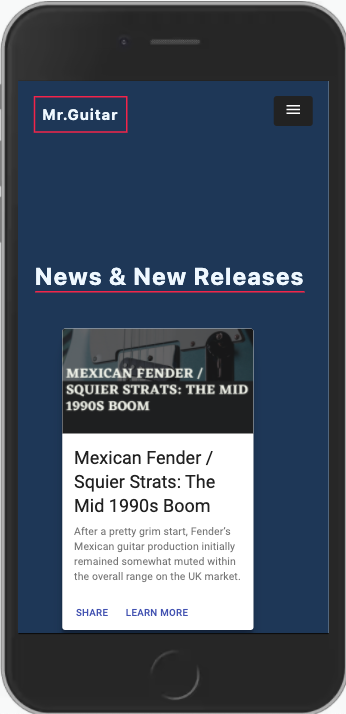 Mr.Guitar
News & New Releases
MEXICAN FENDER /
SQUIER STRATS: THE MID
1990S BOOM
Mexican Fender /
Squier Strats: The
Mid 1990s Boom
After a pretty grim start, Fender's
Mexican guitar production initially
remained somewhat muted within
the overall range on the UK market.
SHARE LEARN MORE